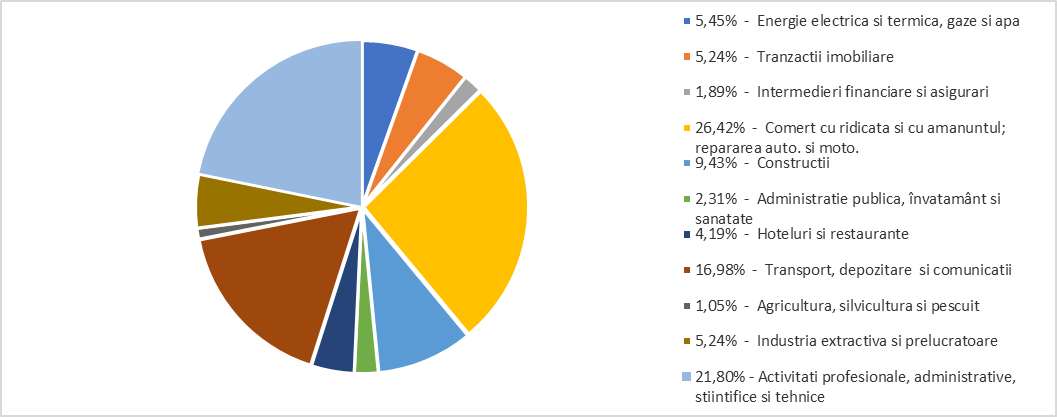 5,45% - Energie electrica si termica, gaze si apa
5,24% - Tranzactii imobiliare
1,89% - Intermedieri financiare si asigurari
26,42% - Comert cu ridicata si cu amanuntul;
repararea auto. si moto.
9,43% - Constructii
2,31% - Administratie publica, învatamânt si
sanatate
4,19% - Hoteluri si restaurante
16,98% - Transport, depozitare si comunicatii
1,05% - Agricultura, silvicultura si pescuit
5,24% - Industria extractiva si prelucratoare
21,80% - Activitati profesionale, administrative,
stiintifice si tehnice